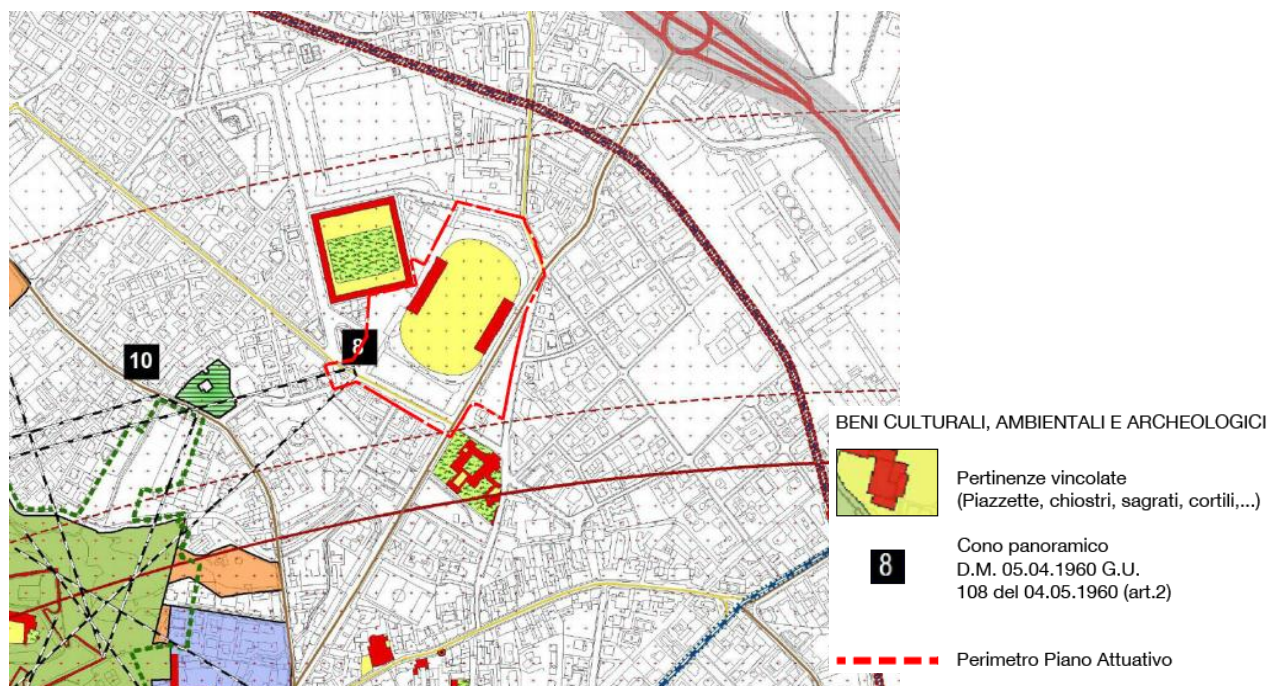 8
10
BENI CULTURALI, AMBIENTALI E ARCHEOLOGICI
Pertinenze vincolate
(Piazzette, chiostri, sagrati, cortili,...)
8
Cono panoramico
D.M. 05.04.1960 G.U.
108 del 04.05.1960 (art.2)
Perimetro Piano Attuativo